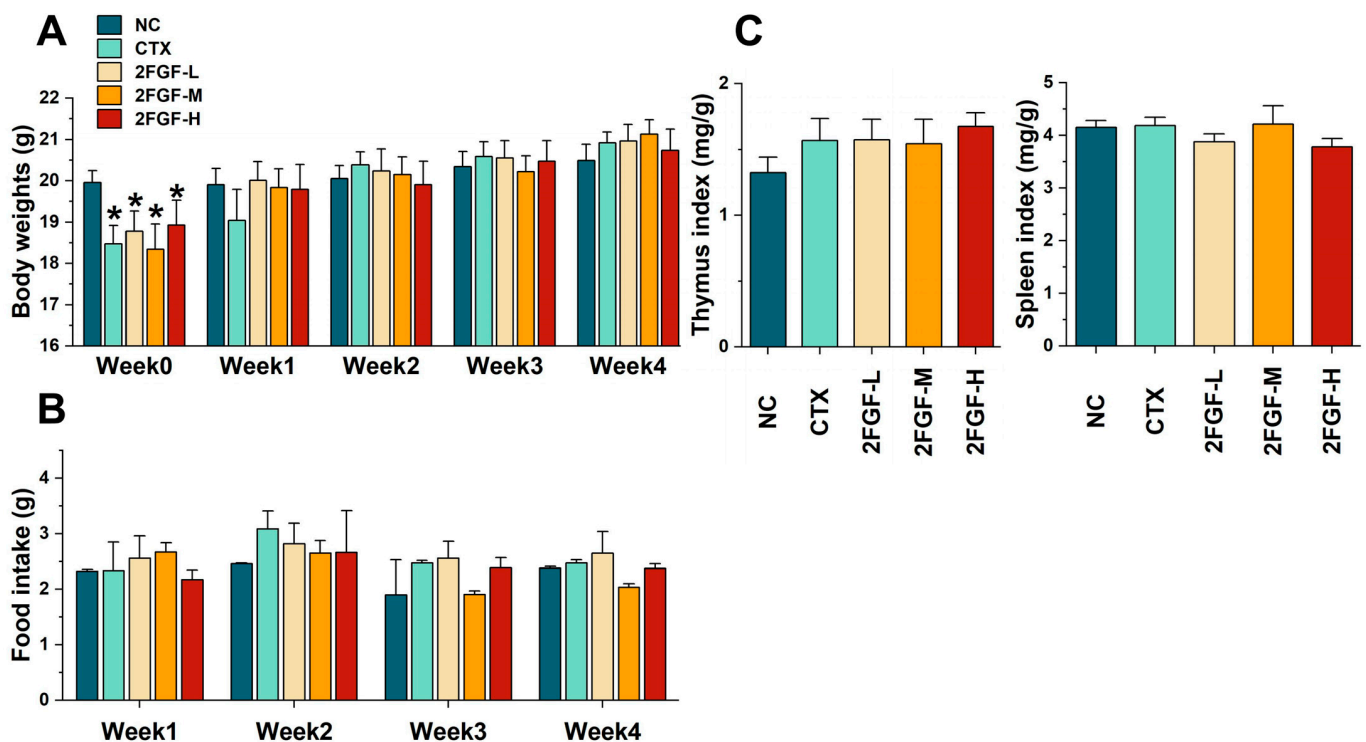 A
NC
CTX
2FGF-L
2FGF-M
2FGF-H
Body weights (g)
22
21
20
19
18
17
16
* * * *
Week0 Week1 Week2 Week3 Week4
B
Food intake (g)
4
3
2
1
0
Week1 Week2 Week3 Week4
C
Thymus index (mg/g)
2
1
0
NC CTX 2FGF-L 2FGF-M 2FGF-H
Spleen index (mg/g)
5
4
3
2
1
0
NC CTX 2FGF-L 2FGF-M 2FGF-H